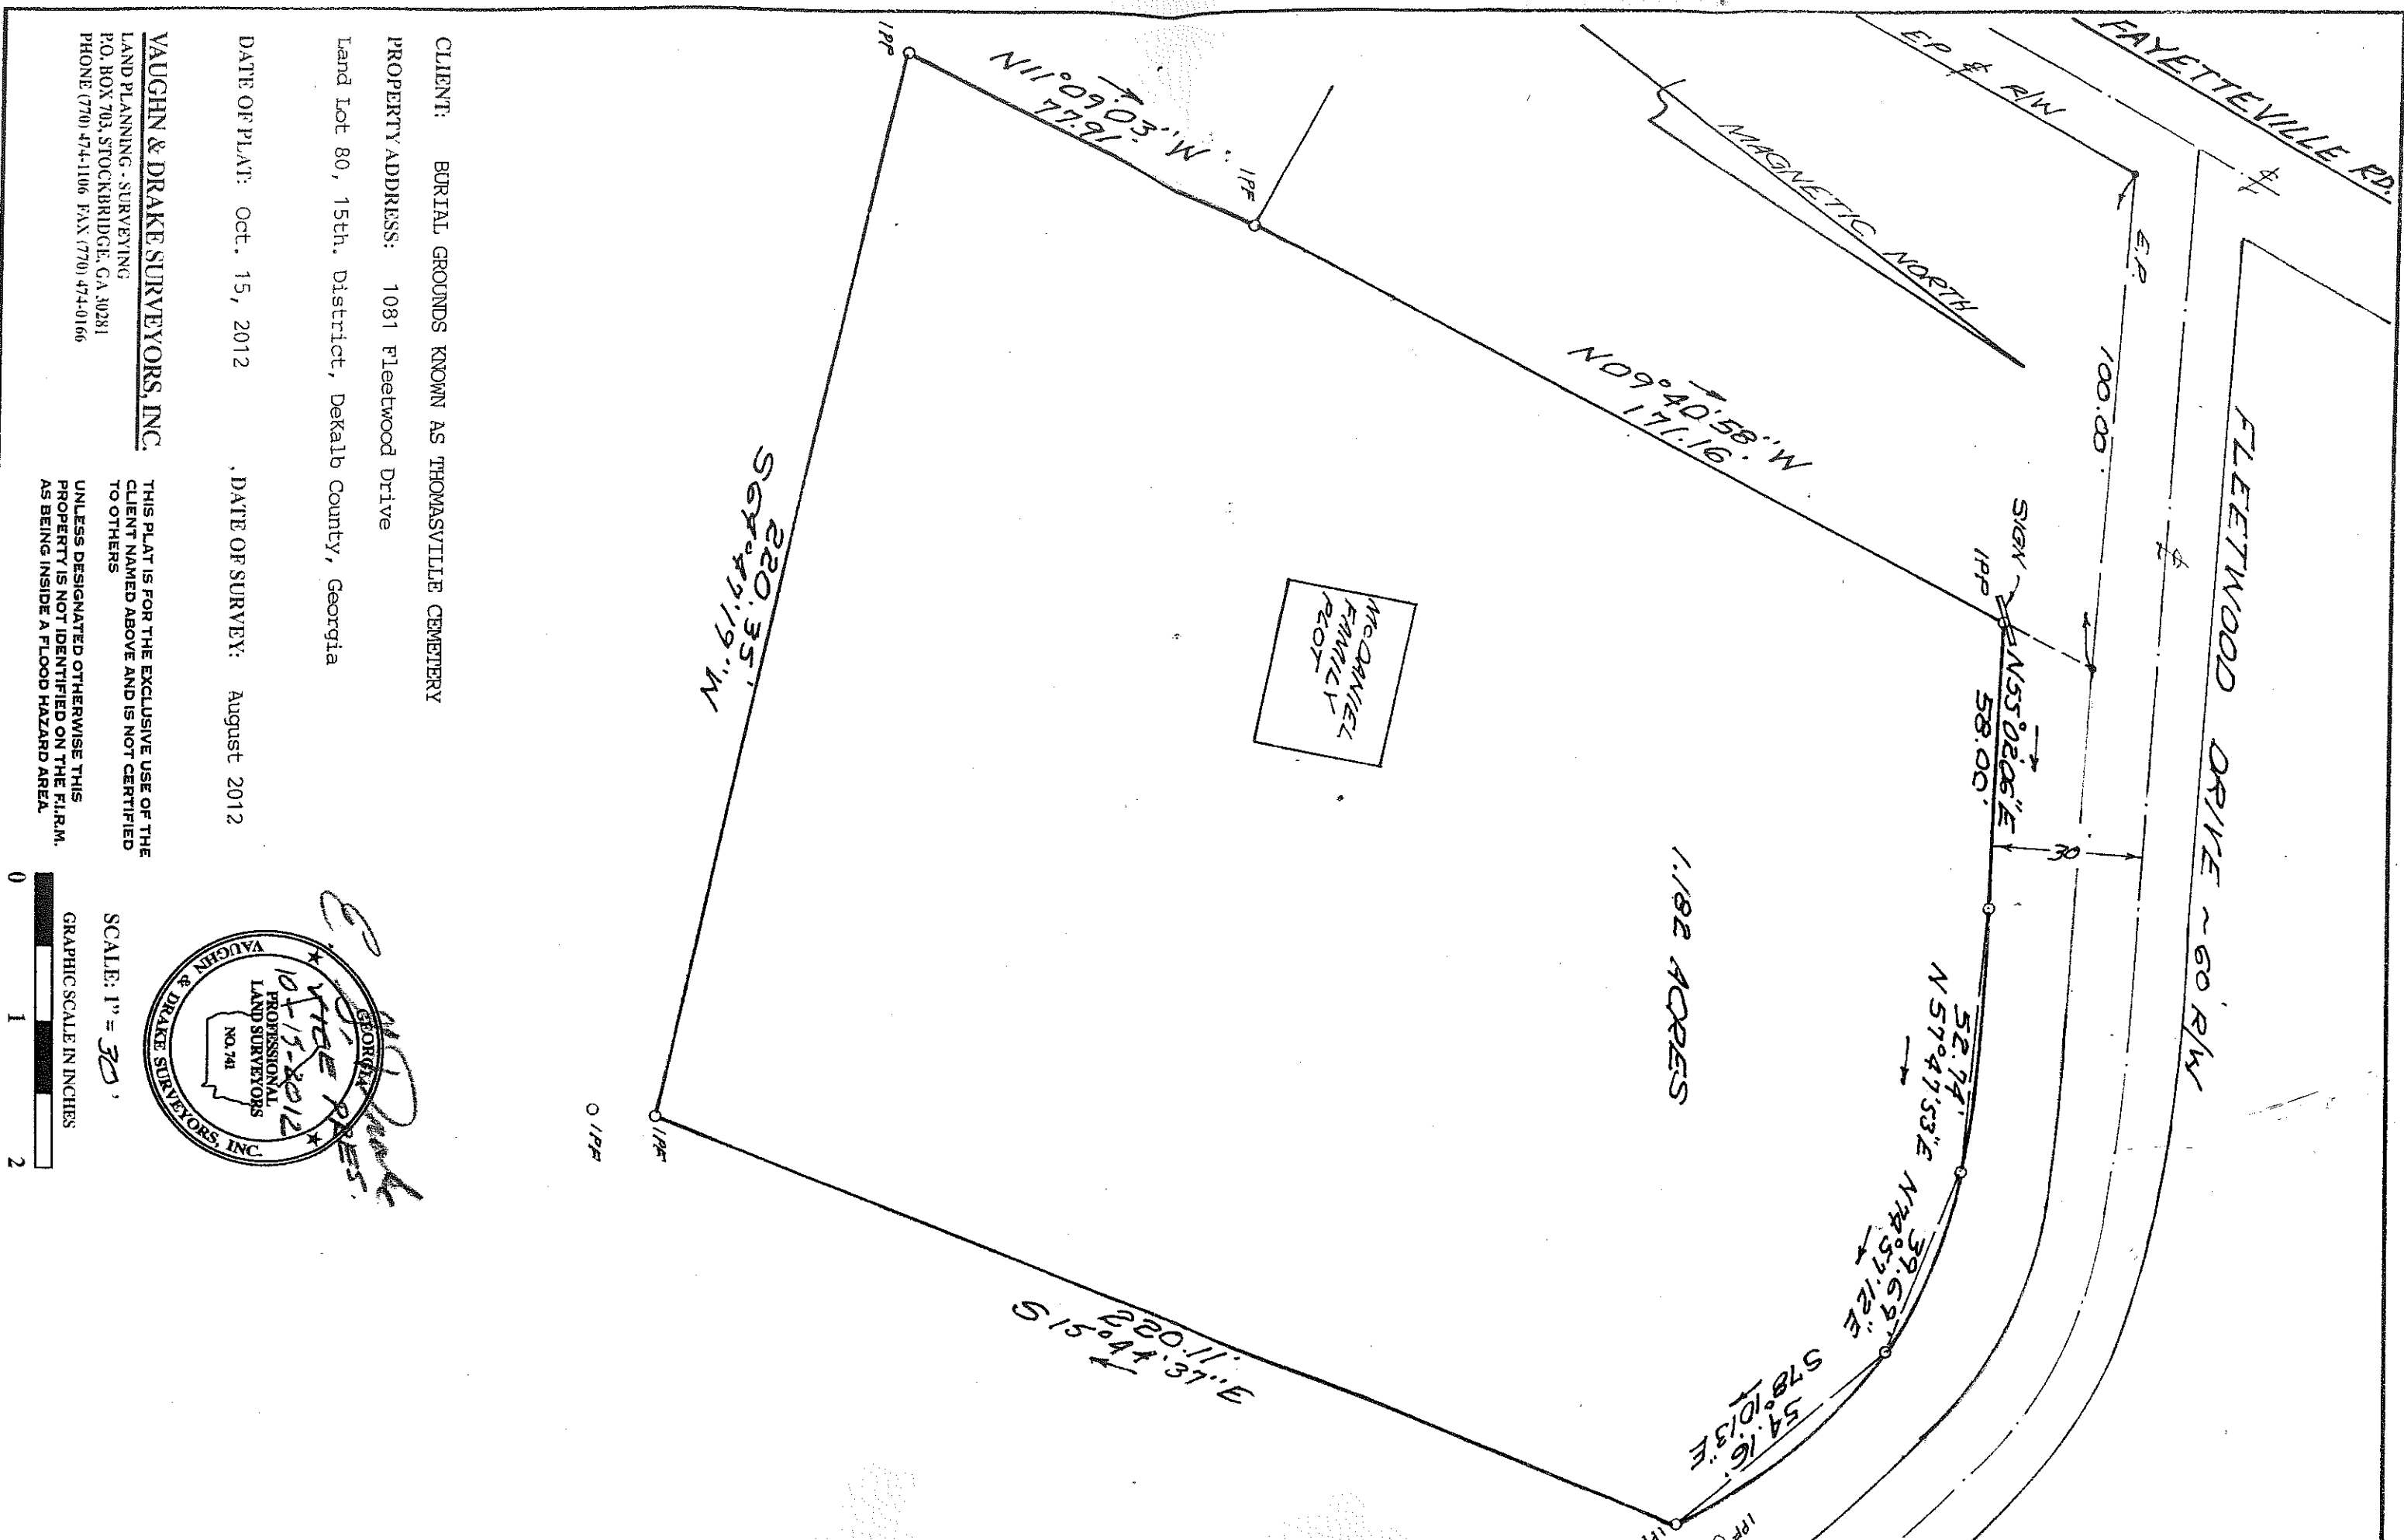 FAYETTEVILLE RD.
EP & R/W
E.P.
100.00'
FLEETWOOD DRIVE ~ 60' R/W
MAGNETIC NORTH
SIGN
IPP
N55°02'06"E
58.00'
30
52.74'
N57°47'53"E
39.69'
N74°57'12"E
54.16'
S78°10'13"E
IPF
N09°40'58"W
171.16'
IPF
N11°09'03"W
77.91'
IPP
McDANIEL
FAMILY
PLOT
1.182 ACRES
220.11'
S15°44'37"E
220.35'
S64°47'19"W
IPF
IPF
CLIENT: BURIAL GROUNDS KNOWN AS THOMASVILLE CEMETERY
PROPERTY ADDRESS: 1081 Fleetwood Drive
Land Lot 80, 15th. District, DeKalb County, Georgia
DATE OF PLAT: Oct. 15, 2012 ,DATE OF SURVEY: August 2012
VAUGHN & DRAKE SURVEYORS, INC.
LAND PLANNING - SURVEYING
P.O. BOX 703, STOCKBRIDGE, GA 30281
PHONE (770) 474-1106 FAX (770) 474-0166
THIS PLAT IS FOR THE EXCLUSIVE USE OF THE
CLIENT NAMED ABOVE AND IS NOT CERTIFIED
TO OTHERS
UNLESS DESIGNATED OTHERWISE THIS
PROPERTY IS NOT IDENTIFIED ON THE F.I.R.M.
AS BEING INSIDE A FLOOD HAZARD AREA.
GEORGIA
VICE PRES.
10-15-2012
PROFESSIONAL
LAND SURVEYORS
NO. 741
VAUGHN & DRAKE SURVEYORS, INC.
SCALE: 1" = 30'
GRAPHIC SCALE IN INCHES
0 1 2